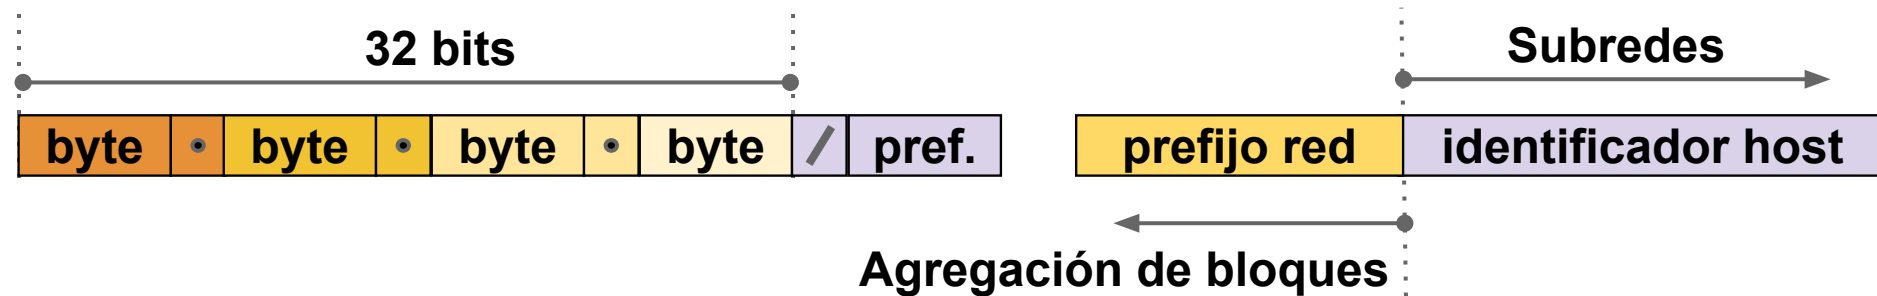 32 bits
byte • byte • byte • byte / pref.
Subredes
prefijo red identificador host
Agregación de bloques